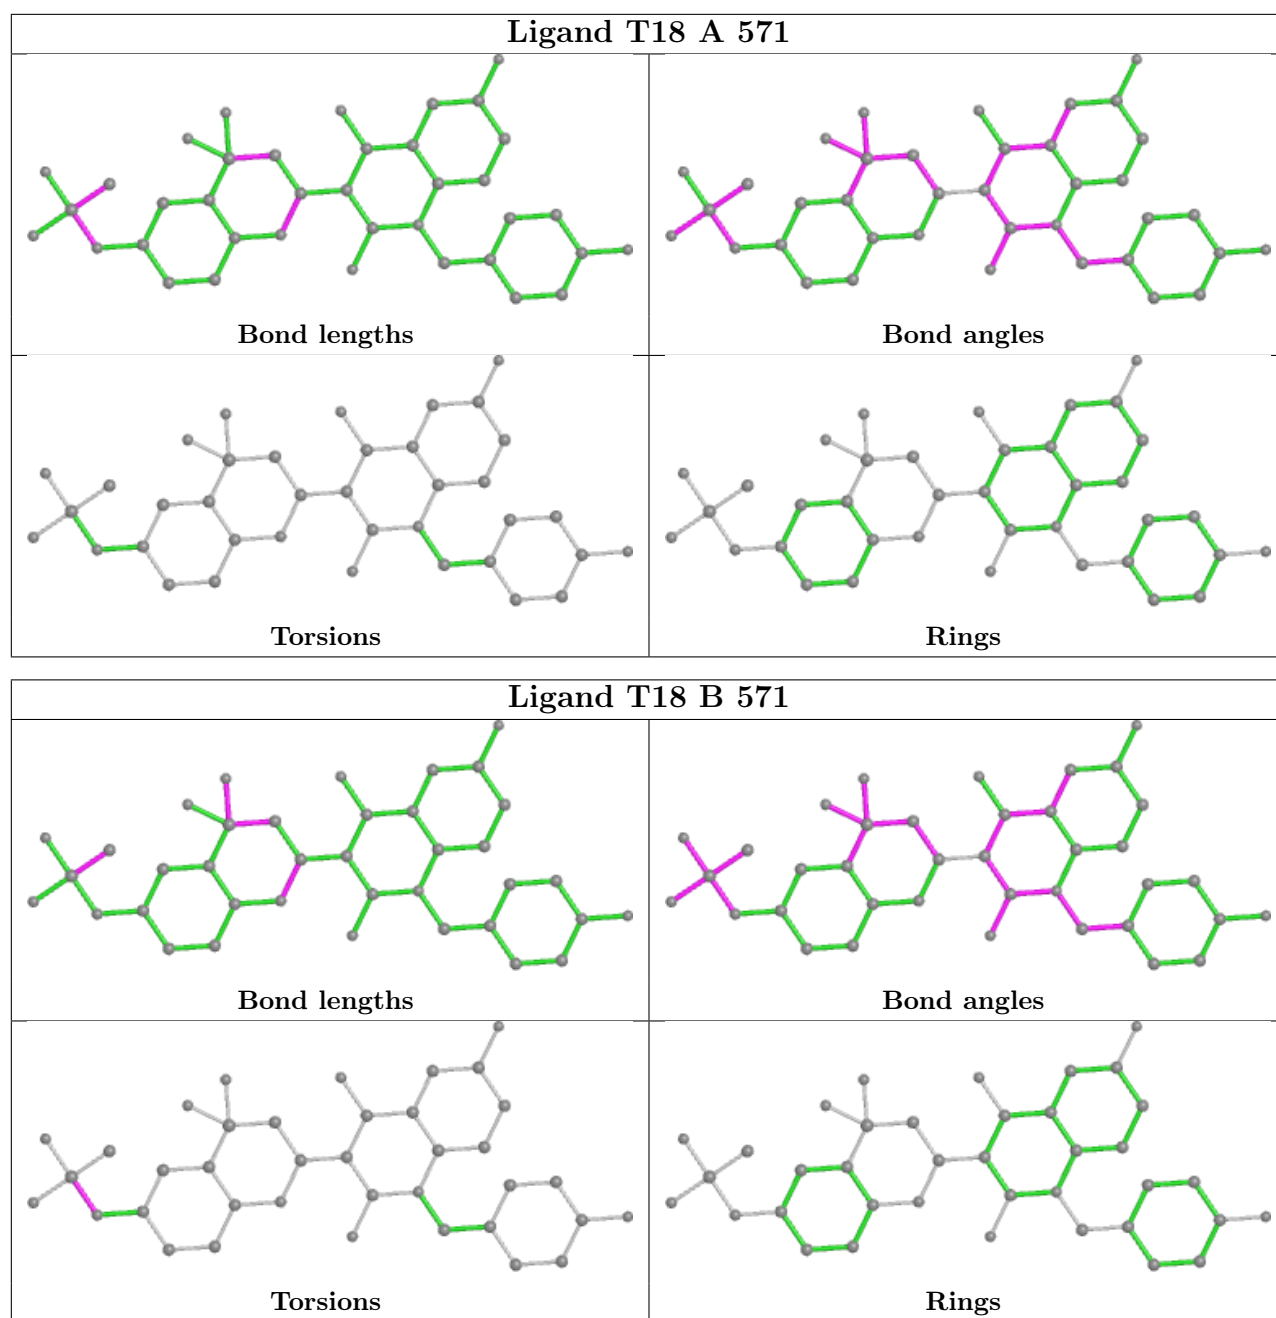 Ligand T18 A 571
Bond lengths
Bond angles
Torsions
Rings
Ligand T18 B 571
Bond lengths
Bond angles
Torsions
Rings